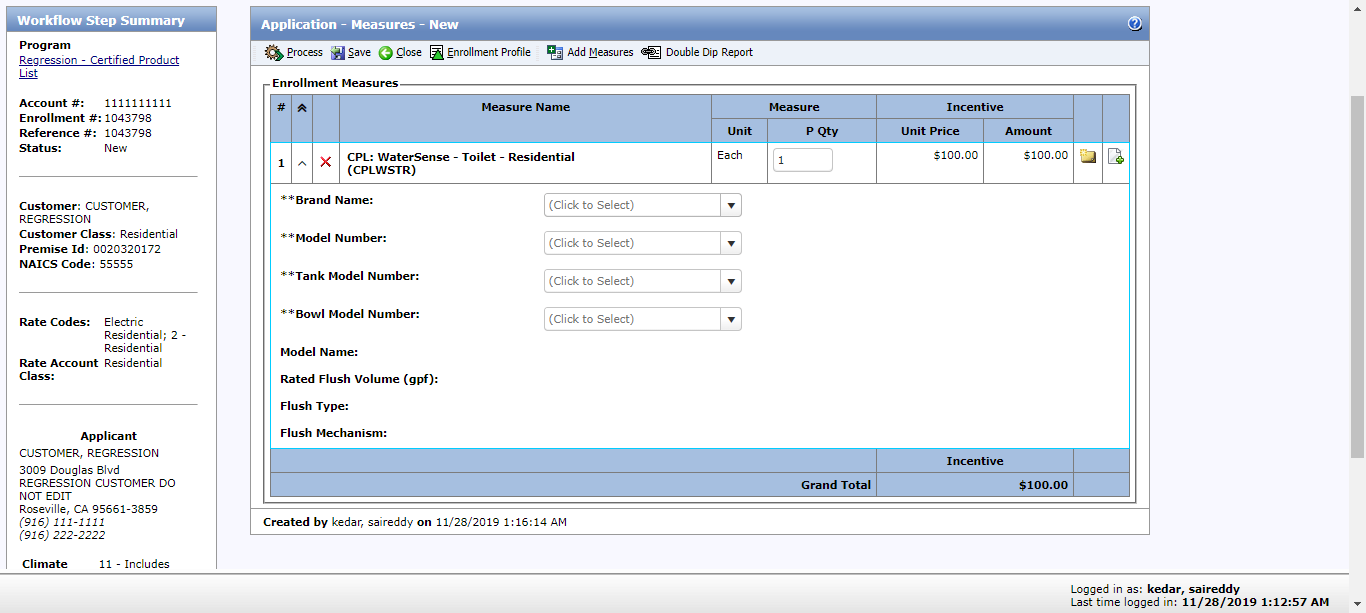 Workflow Step Summary
Program
Regression - Certified Product
List
Account #: 1111111111
Enrollment #: 1043798
Reference #: 1043798
Status: New
Customer: CUSTOMER,
REGRESSION
Customer Class: Residential
Premise Id: 0020320172
NAICS Code: 55555
Rate Codes: Electric
Residential; 2 -
Residential
Rate Account Residential
Class:
Applicant
CUSTOMER, REGRESSION
3009 Douglas Blvd
REGRESSION CUSTOMER DO
NOT EDIT
Roseville, CA 95661-3859
(916) 111-1111
(916) 222-2222
Climate 11 - Includes
Application - Measures - New
Process Save Close Enrollment Profile Add Measures Double Dip Report
Enrollment Measures
# Measure Name Measure Incentive
Unit P Qty Unit Price Amount
1 CPL: WaterSense - Toilet - Residential Each 1 $100.00 $100.00
(CPLWSTR)
**Brand Name: (Click to Select)
**Model Number: (Click to Select)
**Tank Model Number: (Click to Select)
**Bowl Model Number: (Click to Select)
Model Name:
Rated Flush Volume (gpf):
Flush Type:
Flush Mechanism:
Incentive
Grand Total $100.00
Created by kedar, saireddy on 11/28/2019 1:16:14 AM
Logged in as: kedar, saireddy
Last time logged in: 11/28/2019 1:12:57 AM